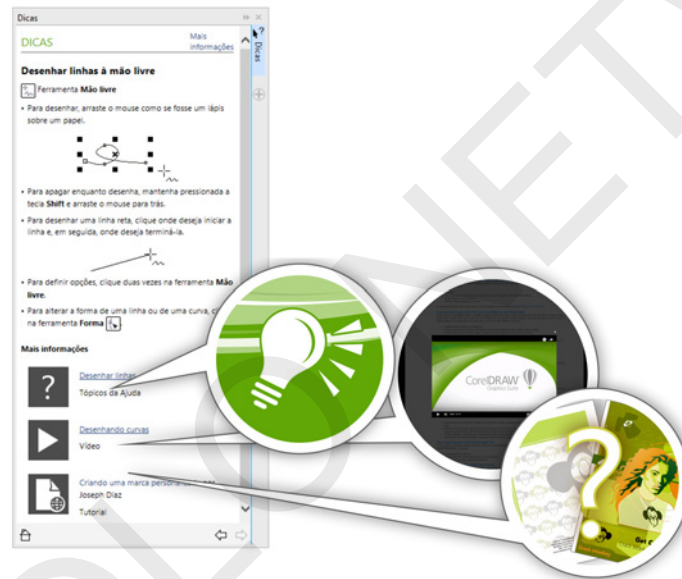 Dicas
DICAS
Mais
informações
Dicas
Desenhar linhas à mão livre
Ferramenta Mão livre
• Para desenhar, arraste o mouse como se fosse um lápis
sobre um papel.
• Para apagar enquanto desenha, mantenha pressionada a
tecla Shift e arraste o mouse para trás.
• Para desenhar uma linha reta, clique onde deseja iniciar a
linha e, em seguida, onde deseja terminá-la.
• Para definir opções, clique duas vezes na ferramenta Mão
livre.
• Para alterar a forma de uma linha ou de uma curva,
na ferramenta Forma
Mais informações
?
Desenhar linhas
Tópicos da Ajuda
Desenhando curvas
Vídeo
Criando uma marca
Joseph Diaz
Tutorial
CorelDRAW
Graphics Suite
?